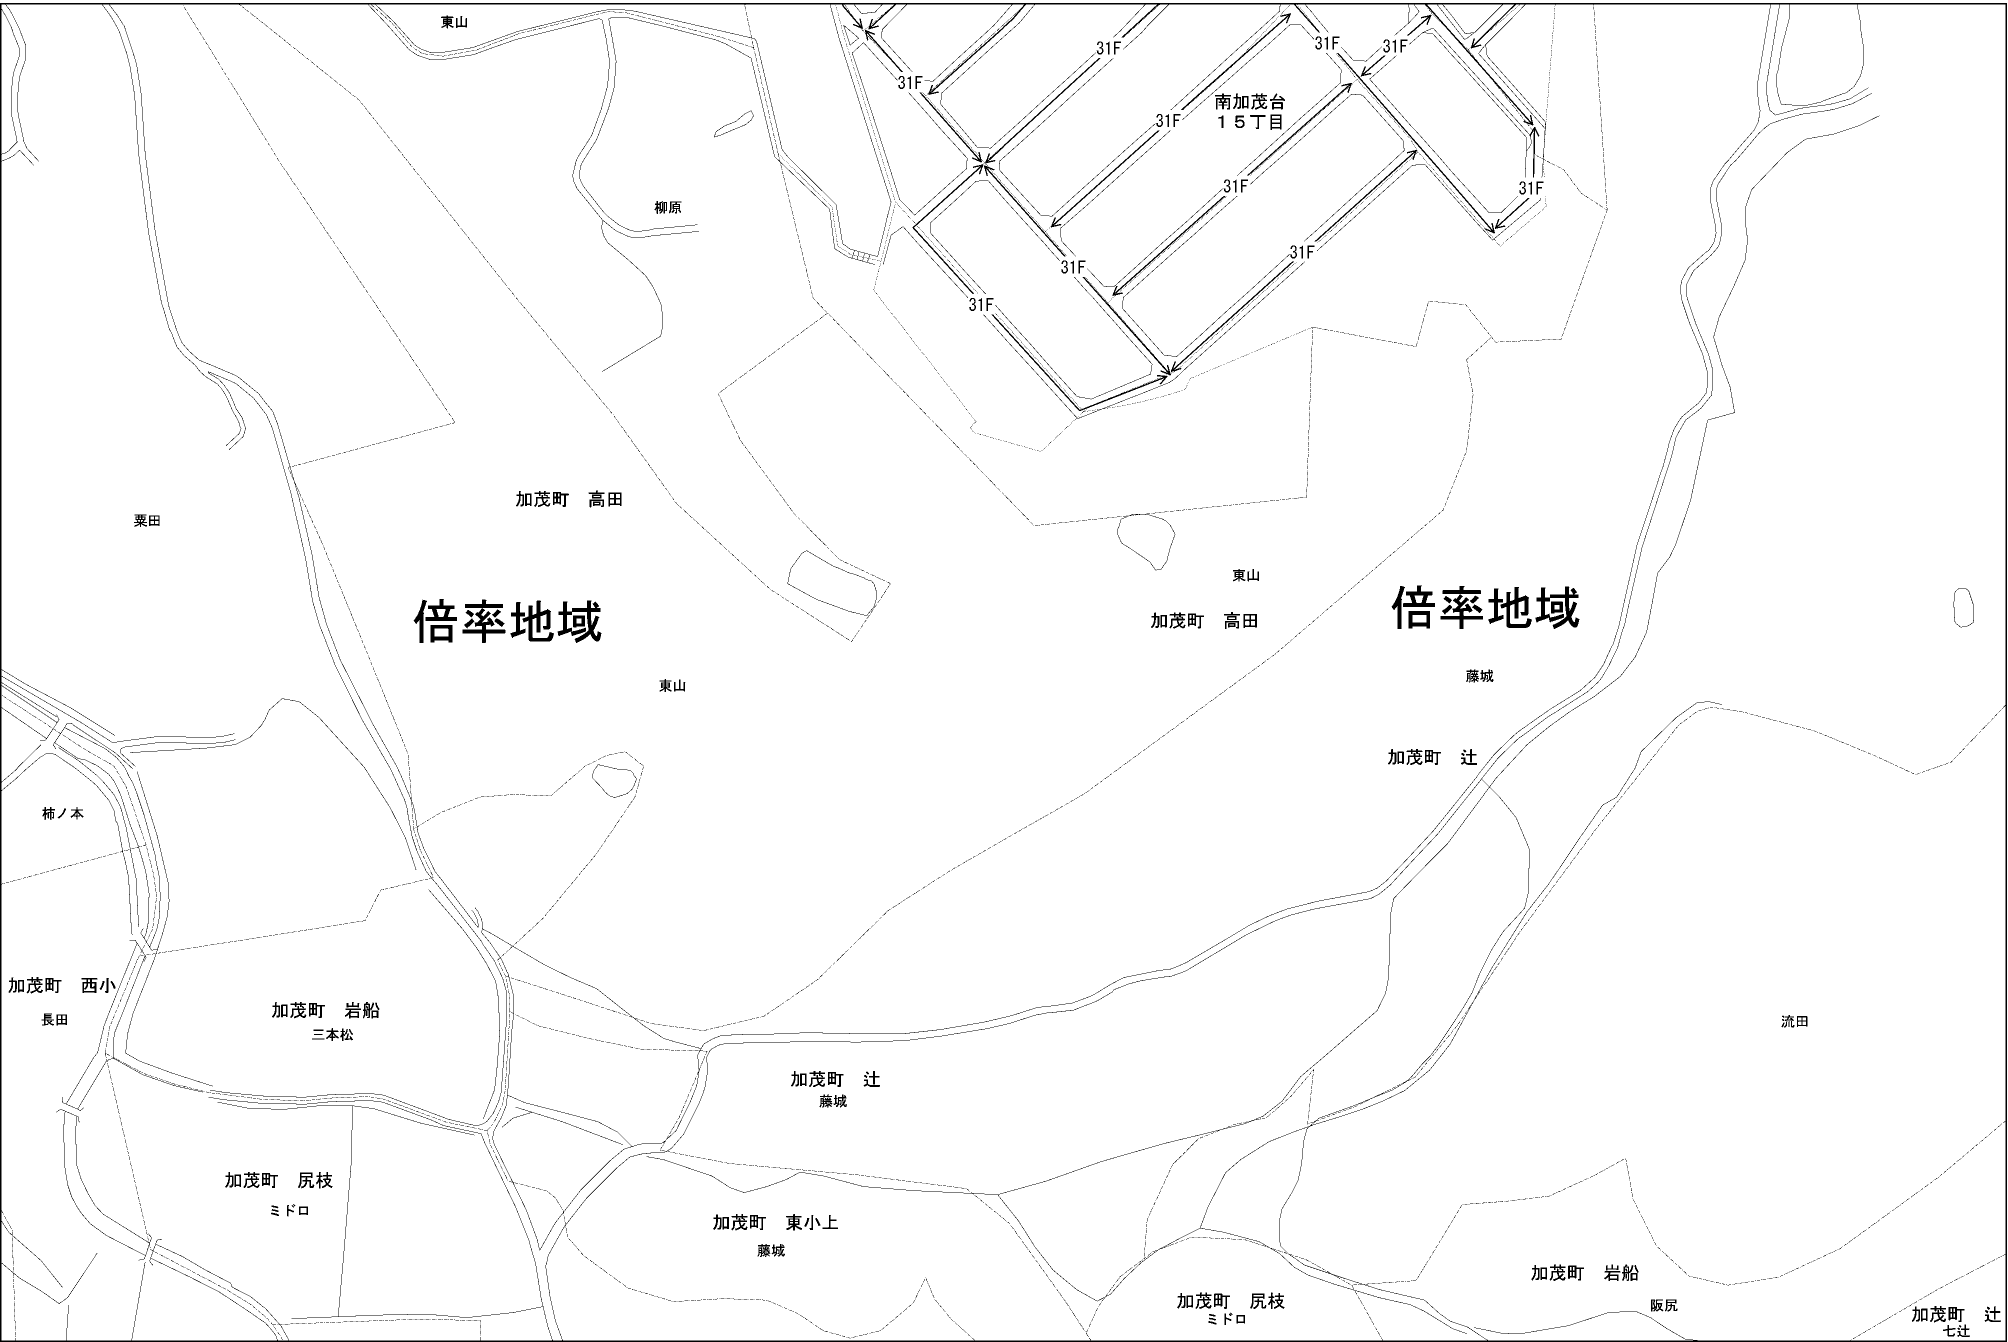 東山
31F
31F
31F
31F
31F
南加茂台
１５丁目
31F
31F
31F
柳原
31F
31F
31F
加茂町　高田
粟田
東山
倍率地域
加茂町　高田
倍率地域
藤城
東山
加茂町　辻
柿ノ本
加茂町　西小
長田
加茂町　岩船
三本松
流田
加茂町　辻
藤城
加茂町　尻枝
ミドロ
加茂町　東小上
藤城
加茂町　岩船
阪尻
加茂町　尻枝
ミドロ
加茂町　辻
七辻